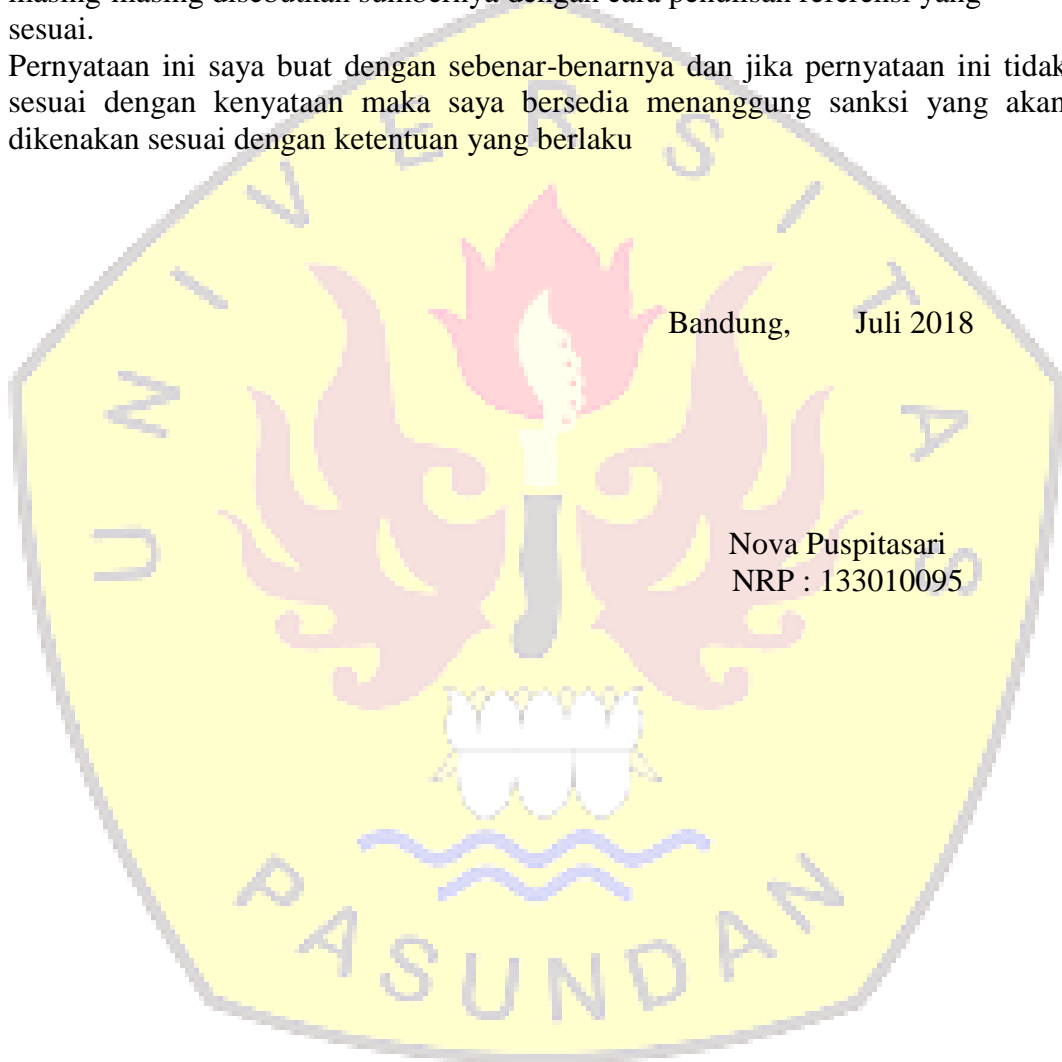 masing-masing disebutkan sumbernya dengan cara penulisan referensi yang
sesuai.
Pernyataan ini saya buat dengan sebenar-benarnya dan jika pernyataan ini tidak
sesuai dengan kenyataan maka saya bersedia menanggung sanksi yang akan
dikenakan sesuai dengan ketentuan yang berlaku
UNIVERSITAS
Bandung, Juli 2018
Nova Puspitasari
NRP : 133010095
PASUNDAN